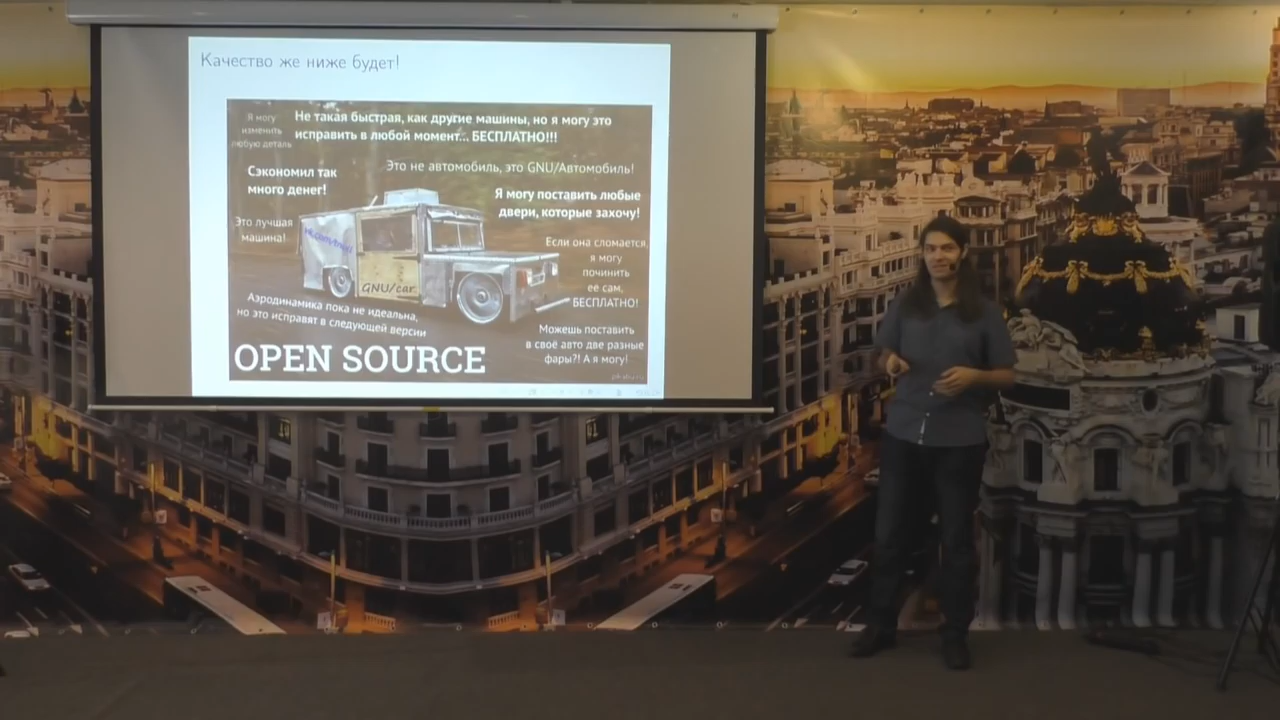 Качество же ниже будет!
Я могу
изменить
любую деталь
Не такая быстрая, как другие машины, но я могу это
исправить в любой момент... БЕСПЛАТНО!!!
Это не автомобиль, это GNU/Автомобиль!
Сэкономил так
много денег!
Я могу поставить любые
двери, которые захочу!
Это лучшая
машина!
Если она сломается,
я могу
починить
ее сам,
БЕСПЛАТНО!
GNU/car
Аэродинамика пока не идеальна,
но это исправят в следующей версии
Можешь поставить
в своё авто две разные
фары?! А я могу!
OPEN SOURCE